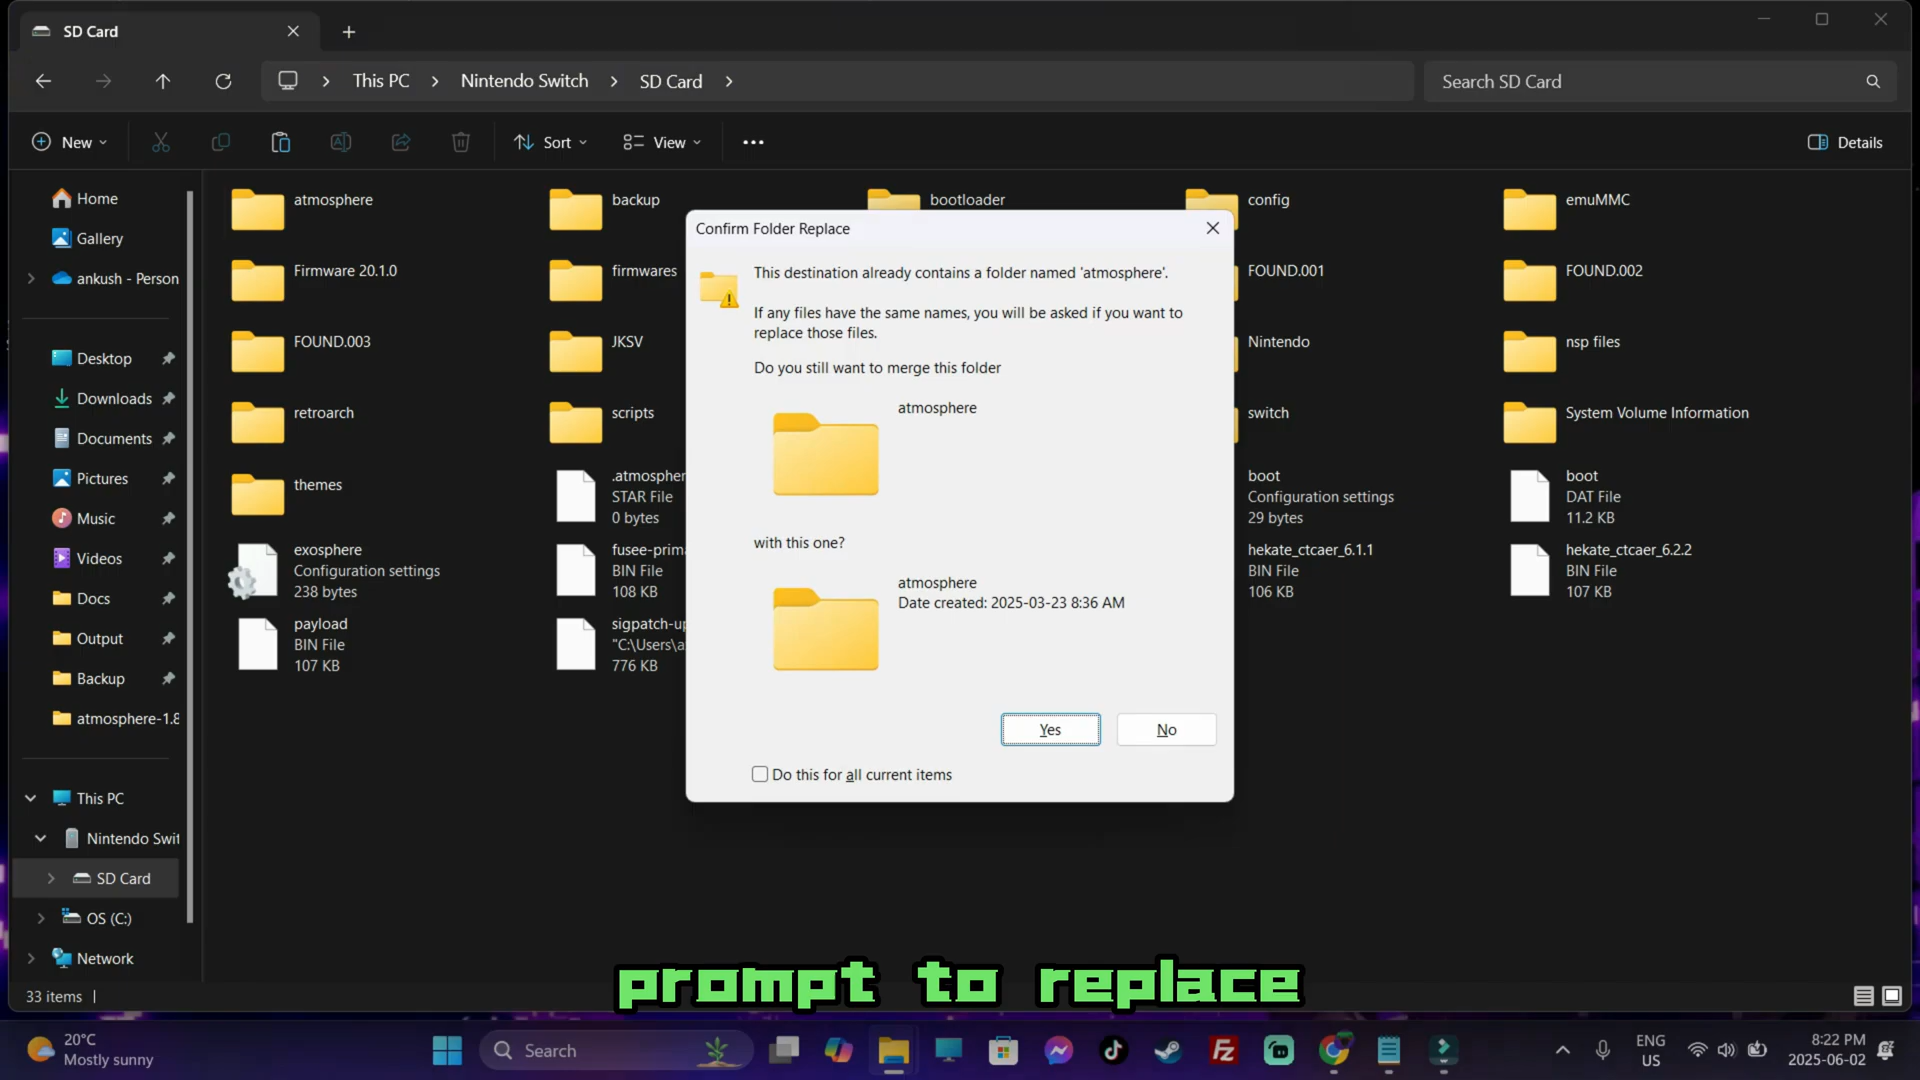 SD Card
This PC
Nintendo Switch
SD Card
Search SD Card
New
Sort
View
Details
Home
Gallery
ankush - Person
Desktop
Downloads
Documents
Pictures
Music
Videos
Docs
Output
Backup
atmosphere-1.8
This PC
Nintendo Swit
SD Card
OS (C:)
Network
33 items
atmosphere
backup
bootloader
config
emuMMC
Firmware 20.1.0
firmwares
FOUND.001
FOUND.002
FOUND.003
JKSV
Nintendo
nsp files
retroarch
scripts
switch
System Volume Information
themes
.atmospher
STAR File
0 bytes
boot
Configuration settings
29 bytes
boot
DAT File
11.2 KB
exosphere
Configuration settings
238 bytes
fusee-prim
BIN File
108 KB
hekate_ctcaer_6.1.1
BIN File
106 KB
hekate_ctcaer_6.2.2
BIN File
107 KB
payload
BIN File
107 KB
sigpatch-up
"C:\Users\a
776 KB
Confirm Folder Replace
This destination already contains a folder named 'atmosphere'.
If any files have the same names, you will be asked if you want to
replace those files.
Do you still want to merge this folder
atmosphere
with this one?
atmosphere
Date created: 2025-03-23 8:36 AM
Yes
No
Do this for all current items
prompt to replace
20°C
Mostly sunny
Search
ENG
US
8:22 PM
2025-06-02